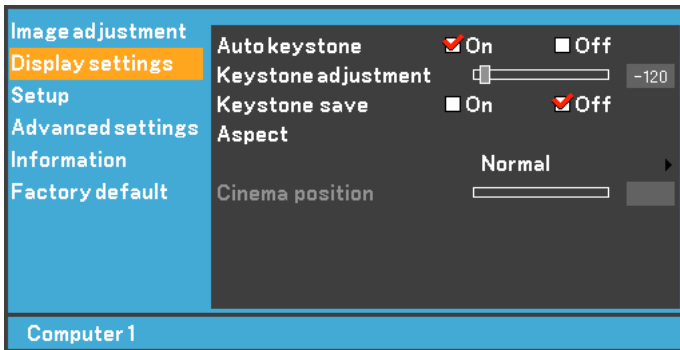 Image adjustment
Display settings
Setup
Advanced settings
Information
Factory default
Auto keystone On Off
Keystone adjustment -120
Keystone save On Off
Aspect
Normal
Cinema position
Computer 1